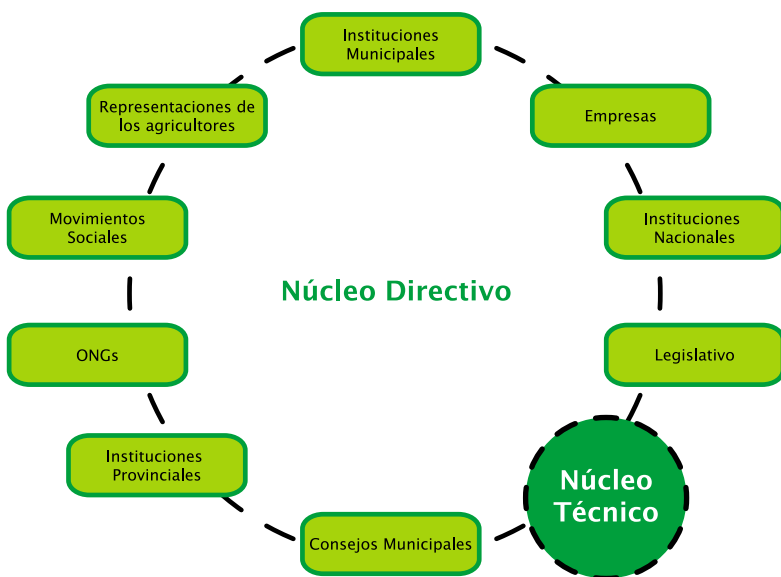 Instituciones
Municipales
Representaciones de
los agricultores
Empresas
Movimientos
Sociales
Instituciones
Nacionales
Núcleo Directivo
ONGs
Legislativo
Instituciones
Provinciales
Núcleo
Técnico
Consejos Municipales